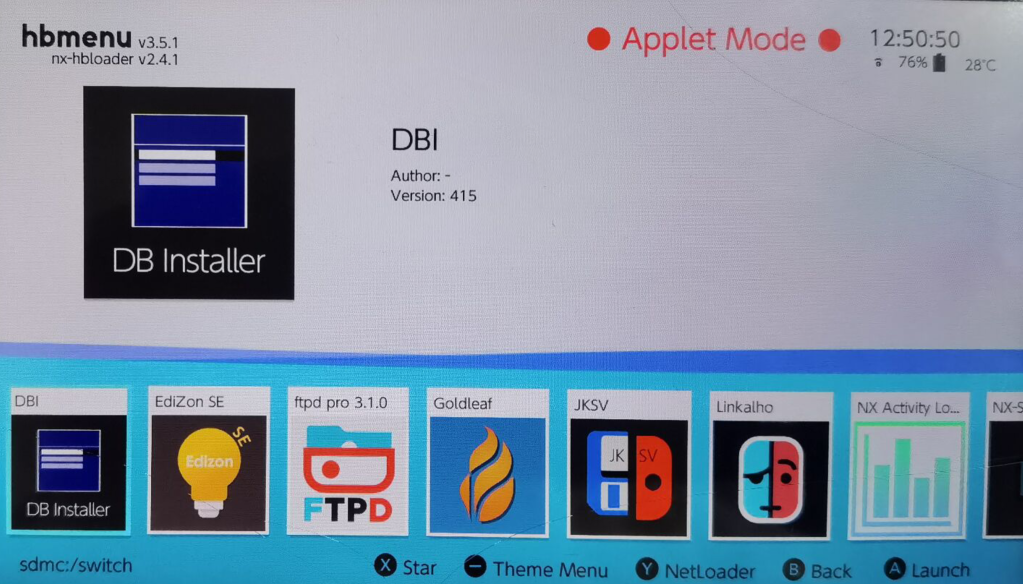 hbmenu v3.5.1
nx-hbloader v2.4.1
Applet Mode
12:50:50
76% 28°C
DBI
Author: -
Version: 415
DB Installer
DBI
EdiZon SE
ftpd pro 3.1.0
Goldleaf
JKSV
Linkalho
NX Activity Lo...
NX-S
DB Installer
Edizon SE
FTPD
JK SV
sdmc:/switch
X Star
Theme Menu
Y NetLoader
B Back
A Launch